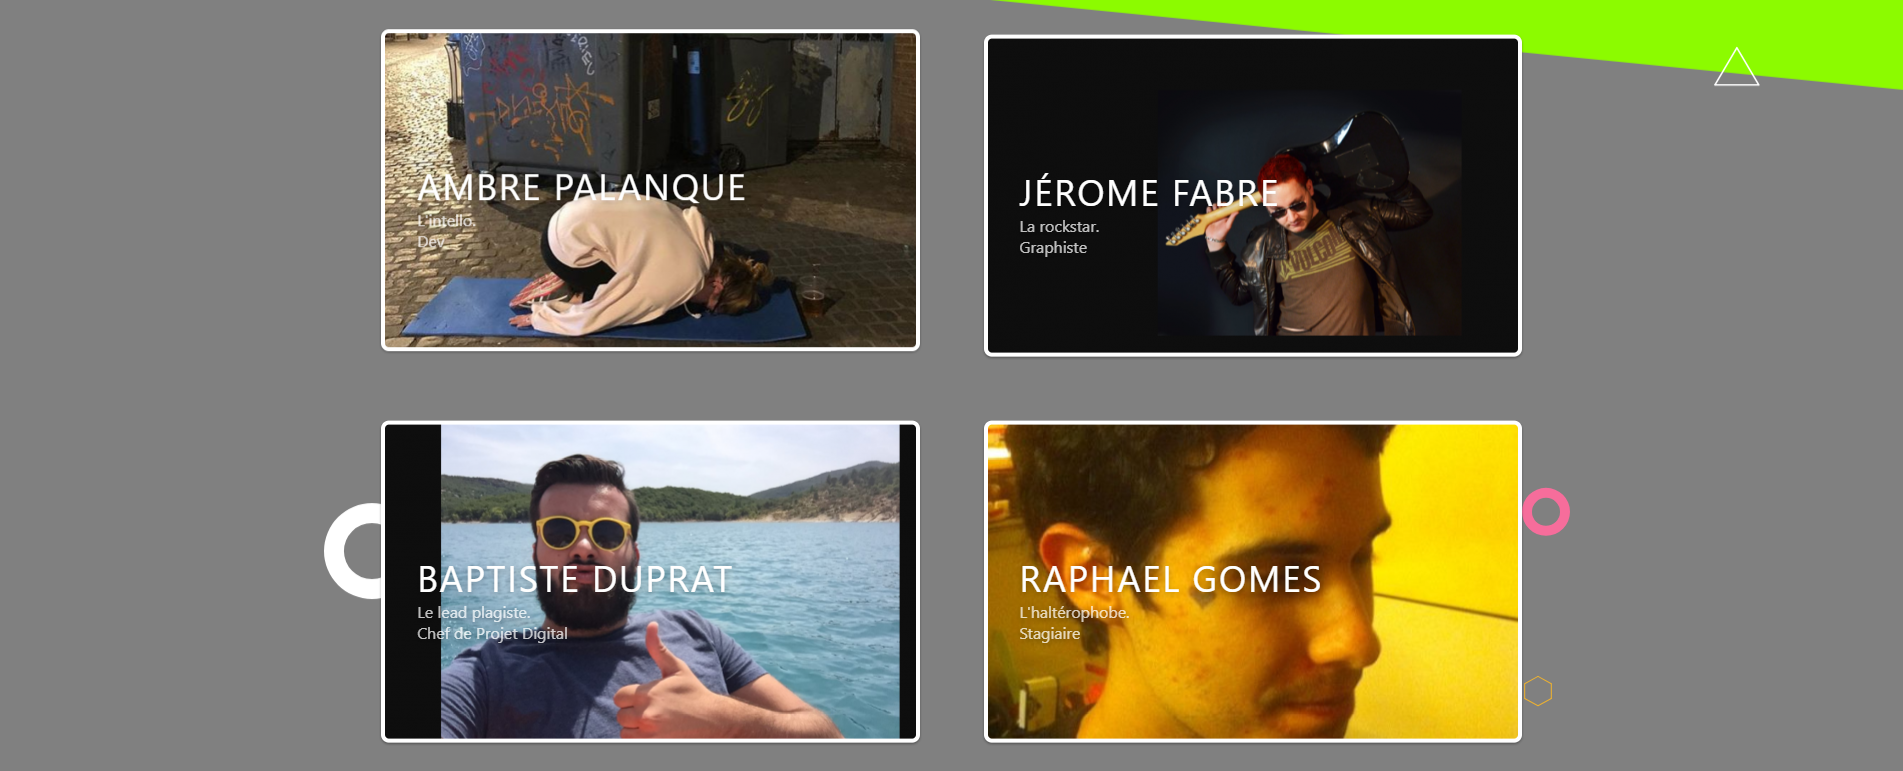 AMBRE PALANQUE
L'intello.
Dev
JÉROME FABRE
La rockstar.
Graphiste
BAPTISTE DUPRAT
Le lead plagiste.
Chef de Projet Digital
RAPHAEL GOMES
L'haltérophobe.
Stagiaire